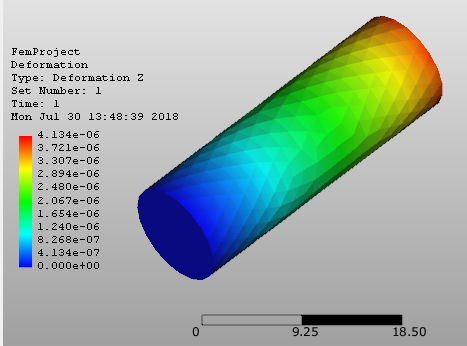 FemProject
Deformation
Type: Deformation Z
Set Number: 1
Time: 1
Mon Jul 30 13:48:39 2018
4.134e-06
3.721e-06
3.307e-06
2.894e-06
2.480e-06
2.067e-06
1.654e-06
1.240e-06
8.268e-07
4.134e-07
0.000e+00
0 9.25 18.50